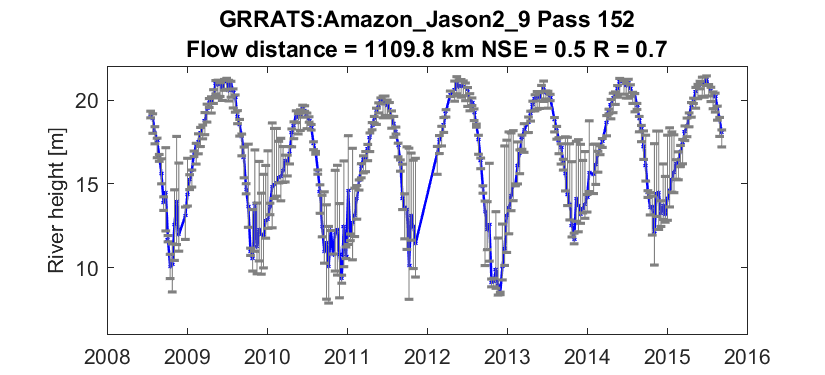 GRRATS:Amazon_Jason2_9 Pass 152
Flow distance = 1109.8 km NSE = 0.5 R = 0.7
River height [m]
20
15
10
2008 2009 2010 2011 2012 2013 2014 2015 2016